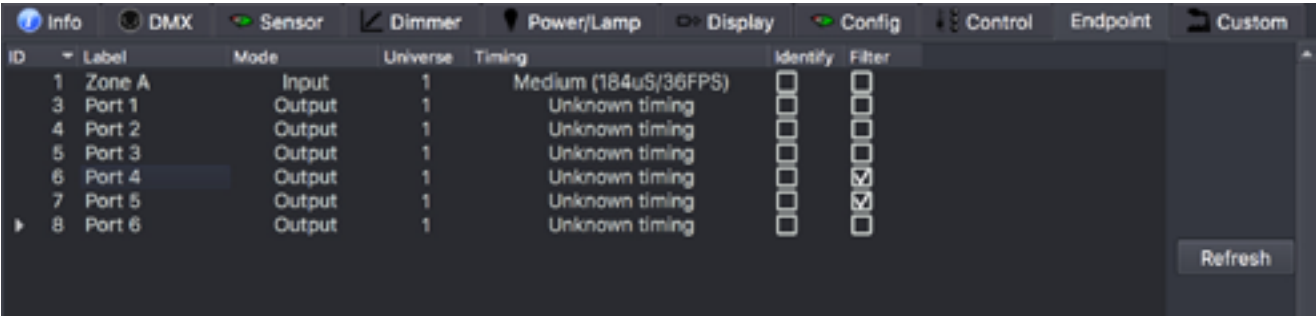 Info DMX Sensor Dimmer Power/Lamp Display Config Control Endpoint Custom
ID Label Mode Universe Timing Identify Filter
1 Zone A Input 1 Medium (184uS/36FPS)
3 Port 1 Output 1 Unknown timing
4 Port 2 Output 1 Unknown timing
5 Port 3 Output 1 Unknown timing
6 Port 4 Output 1 Unknown timing
7 Port 5 Output 1 Unknown timing
8 Port 6 Output 1 Unknown timing
Refresh